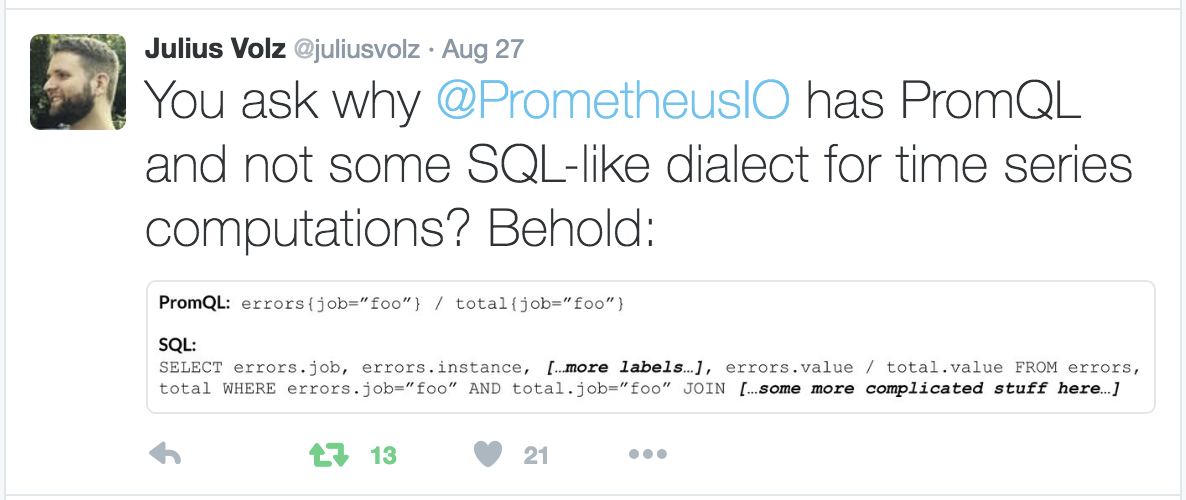 Julius Volz @juliusvolz · Aug 27
You ask why @PrometheusIO has PromQL
and not some SQL-like dialect for time series
computations? Behold:
PromQL: errors{job=”foo”} / total{job=”foo”}
SQL:
SELECT errors.job, errors.instance, […more labels…], errors.value / total.value FROM errors,
total WHERE errors.job=”foo” AND total.job=”foo” JOIN […some more complicated stuff here…]
13 21